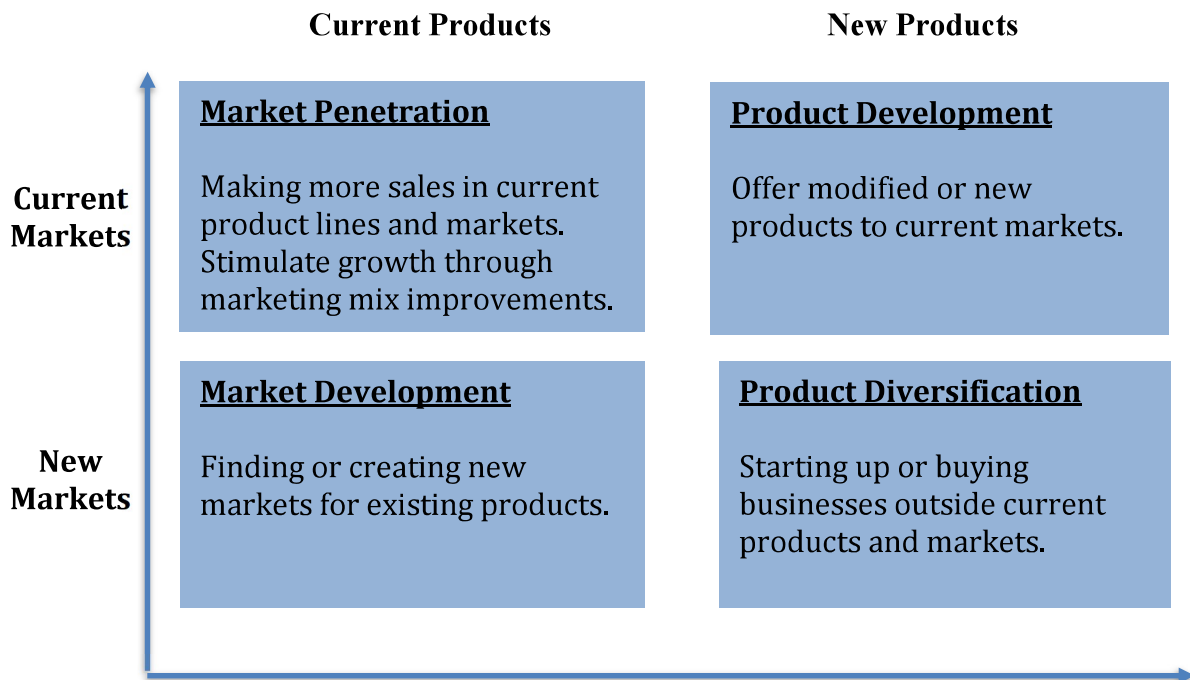 Current Products
New Products
Current
Markets
Market Penetration
Making more sales in current
product lines and markets.
Stimulate growth through
marketing mix improvements.
Product Development
Offer modified or new
products to current markets.
New
Markets
Market Development
Finding or creating new
markets for existing products.
Product Diversification
Starting up or buying
businesses outside current
products and markets.